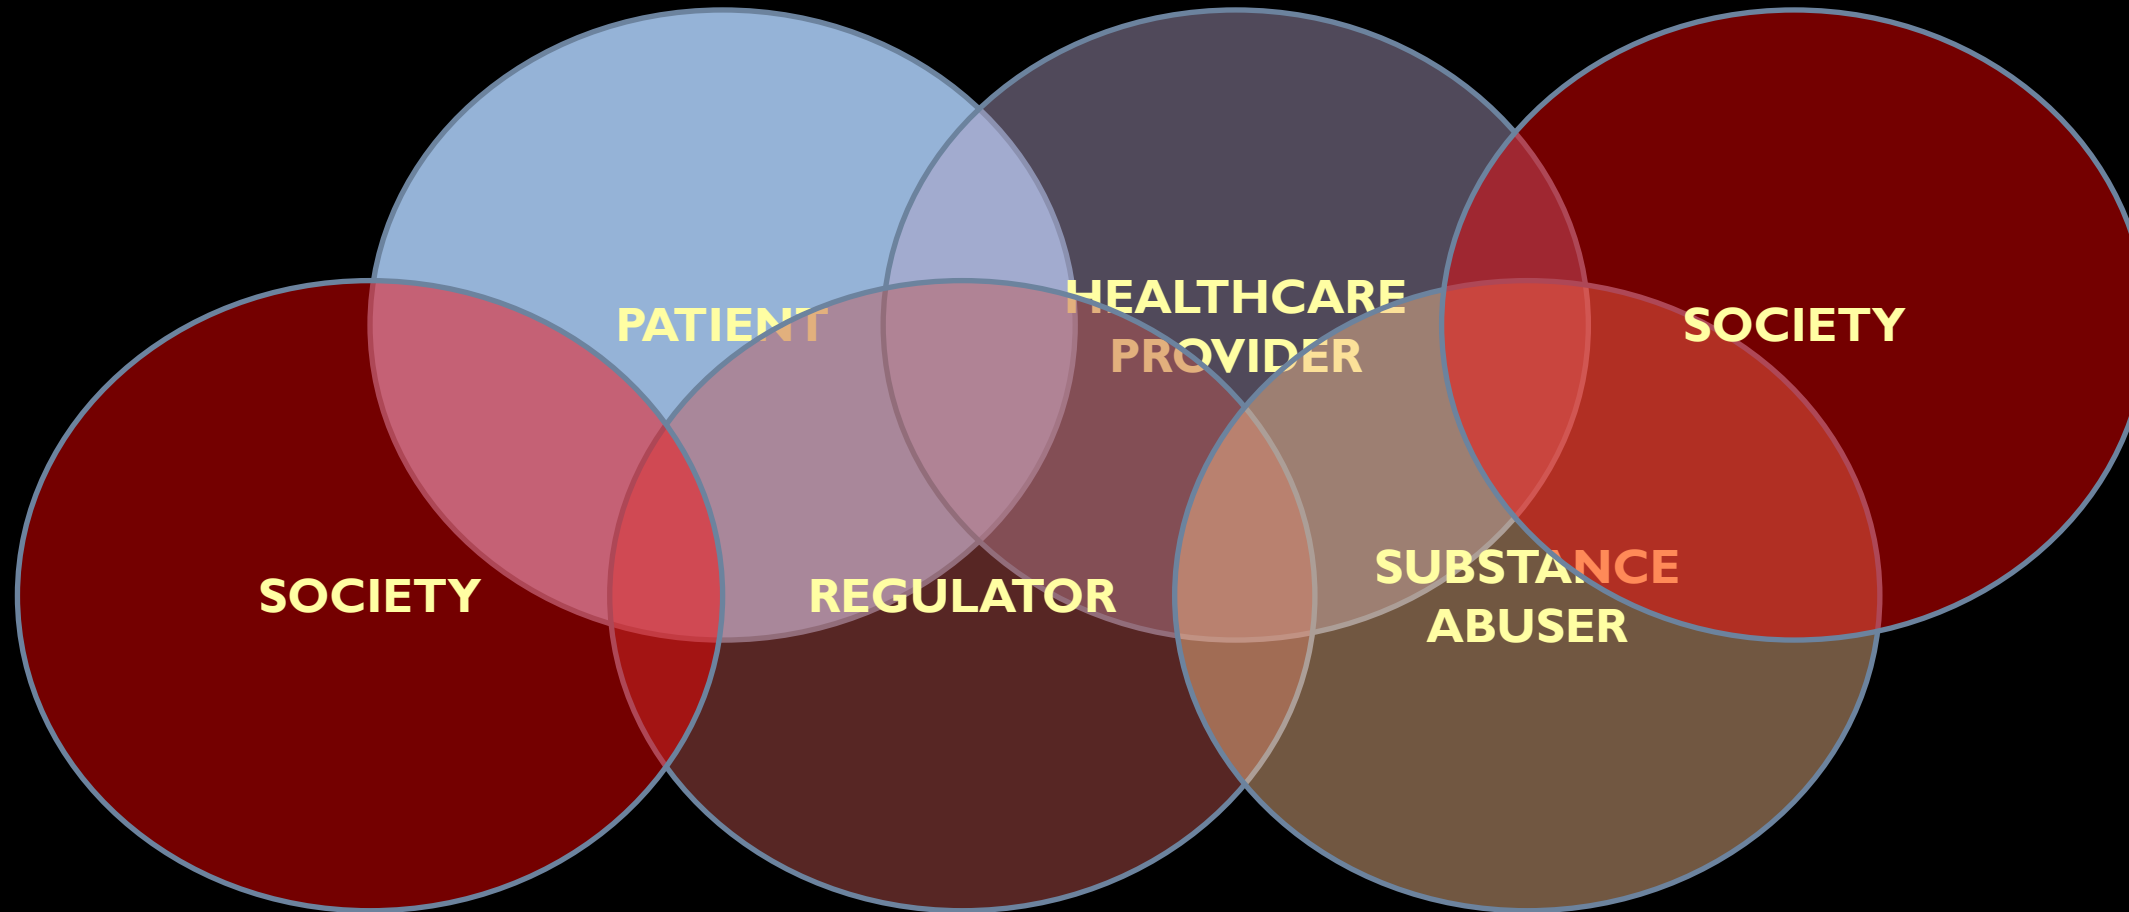 PATIENT
HEALTHCARE
PROVIDER
SOCIETY
SOCIETY
REGULATOR
SUBSTANCE
ABUSER